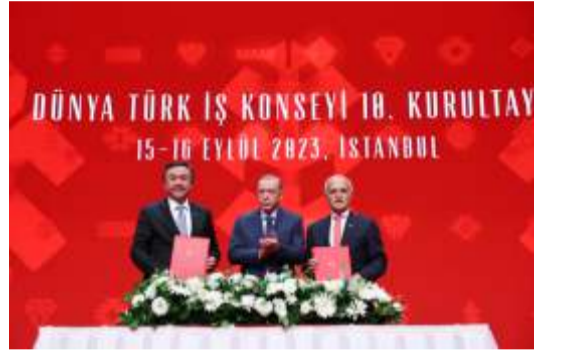 DÜNYA TÜRK İŞ KONSEYİ 10. KURULTAY
15-16 EYLÜL 2023, İSTANBUL